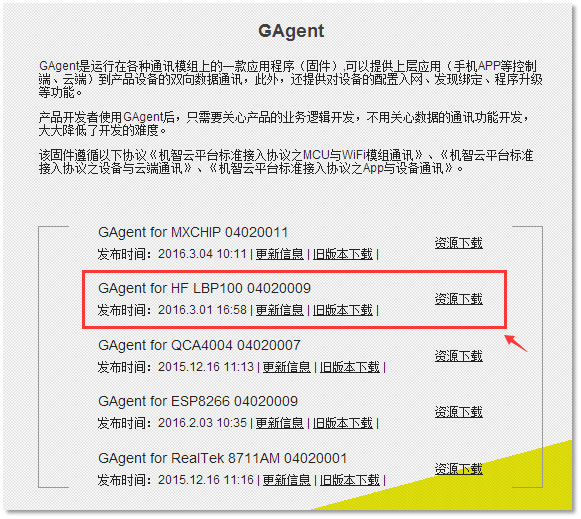 GAgent
GAgent是运行在各种通讯模组上的一款应用程序（固件）,可以提供上层应用（手机APP等控制
端、云端）到产品设备的双向数据通讯，此外，还提供对设备的配置入网、发现绑定、程序升级
等功能。
产品开发者使用GAgent后，只需要关心产品的业务逻辑开发，不用关心数据的通讯功能开发，
大大降低了开发的难度。
该固件遵循以下协议《机智云平台标准接入协议之MCU与WiFi模组通讯》、《机智云平台标准
接入协议之设备与云端通讯》、《机智云平台标准接入协议之App与设备通讯》。
GAgent for MXCHIP 04020011
资源下载
发布时间：2016.3.04 10:11 | 更新信息 | 旧版本下载 |
GAgent for HF LBP100 04020009
资源下载
发布时间：2016.3.01 16:58 | 更新信息 | 旧版本下载 |
GAgent for QCA4004 04020007
资源下载
发布时间：2015.12.16 11:13 | 更新信息 | 旧版本下载 |
GAgent for ESP8266 04020009
资源下载
发布时间：2016.2.03 10:35 | 更新信息 | 旧版本下载 |
GAgent for RealTek 8711AM 04020001
资源下载
发布时间：2015.12.16 11:16 | 更新信息 | 旧版本下载 |